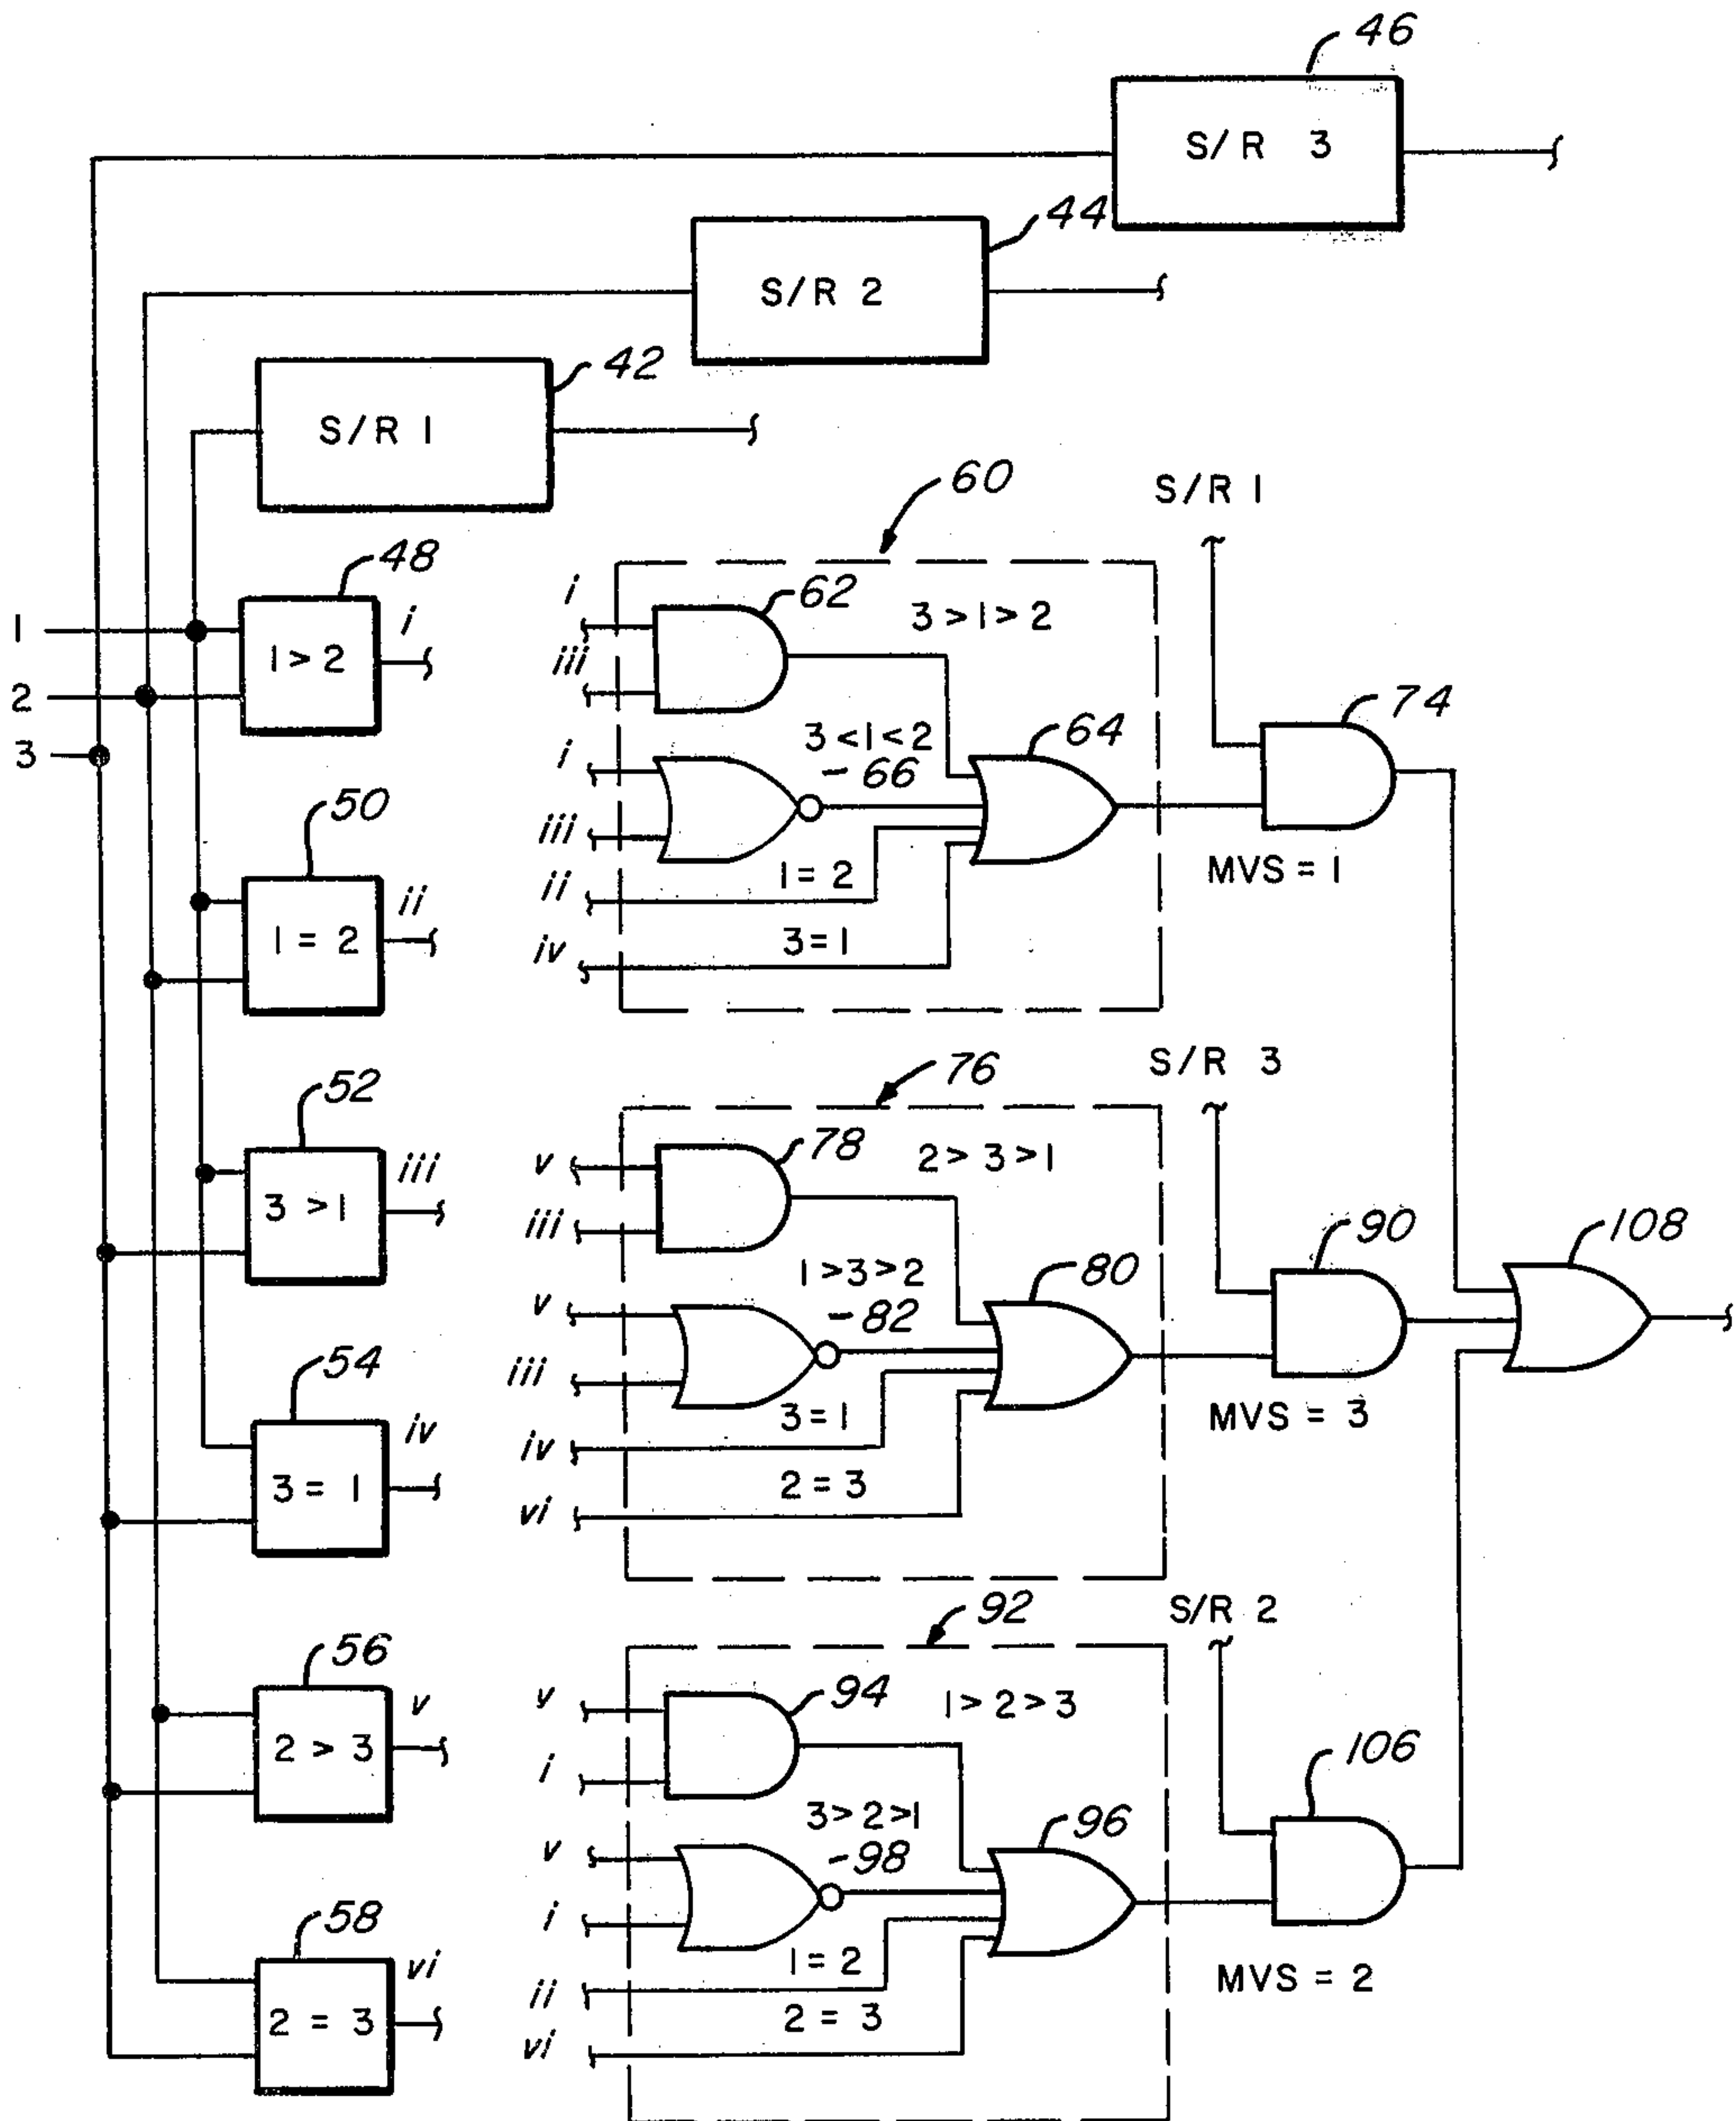 46
S/R 3
44
S/R 2
42
S/R 1
60
S/R 1
48
i
1 > 2
1
2
3
i
62
3 > 1 > 2
iii
74
64
3 < 1 < 2
i
- 66
iii
50
ii
1 = 2
1 = 2
ii
3 = 1
iv
MVS = 1
76
S/R 3
52
iii
3 > 1
78
2 > 3 > 1
v
iii
90
108
80
1 > 3 > 2
v
- 82
iii
54
iv
3 = 1
3 = 1
iv
2 = 3
vi
MVS = 3
92
S/R 2
56
v
2 > 3
94
1 > 2 > 3
v
i
106
96
3 > 2 > 1
v
- 98
i
58
vi
2 = 3
1 = 2
ii
2 = 3
vi
MVS = 2